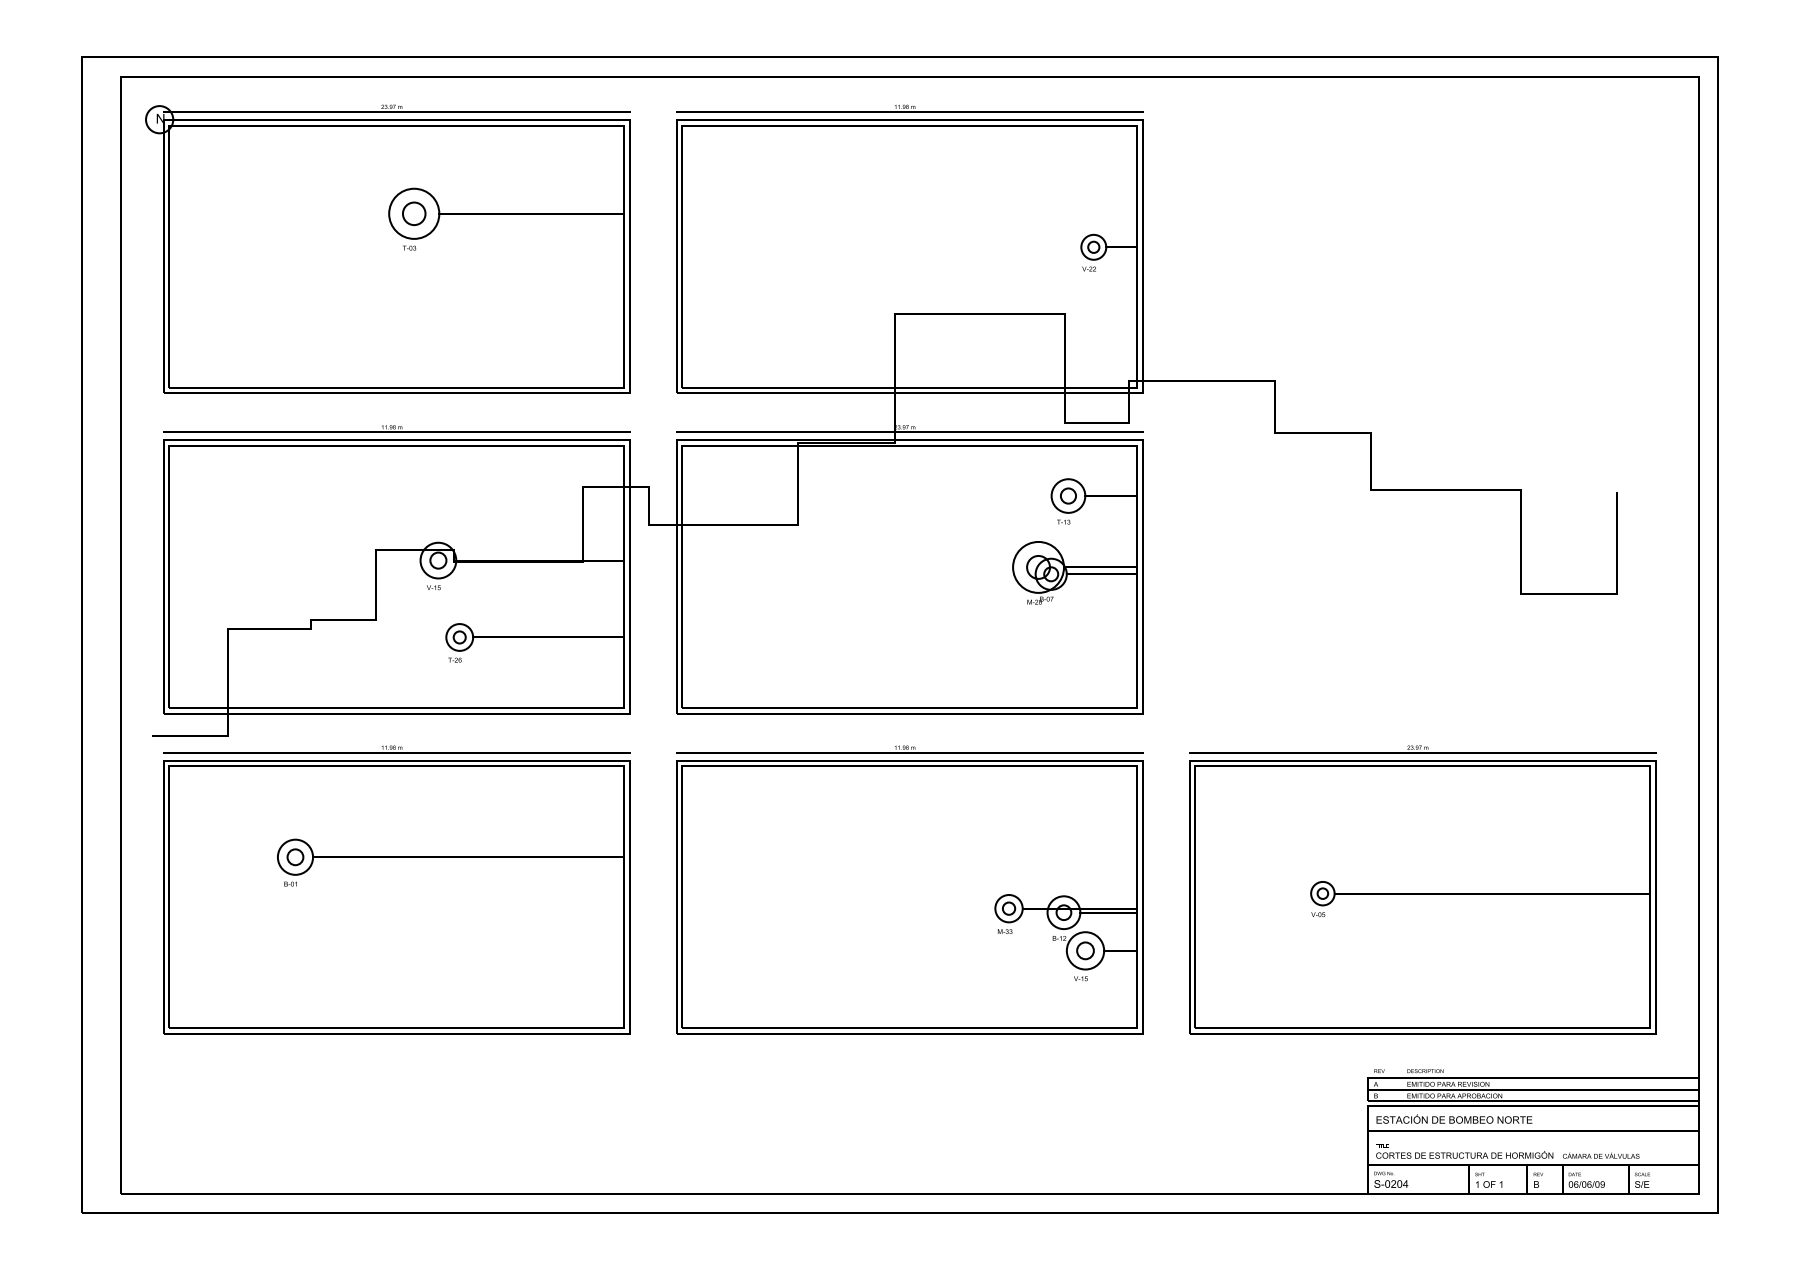 23.97 m
11.98 m
N
T-03
V-22
11.98 m
23.97 m
T-13
V-15
M-28
B-07
T-26
11.98 m
11.98 m
23.97 m
B-01
V-05
M-33
B-12
V-15
REV DESCRIPTION
A EMITIDO PARA REVISION
B EMITIDO PARA APROBACION
ESTACIÓN DE BOMBEO NORTE
TITLE
CORTES DE ESTRUCTURA DE HORMIGÓN CÁMARA DE VÁLVULAS
DWG No. SHT REV DATE SCALE
S-0204 1 OF 1 B 06/06/09 S/E